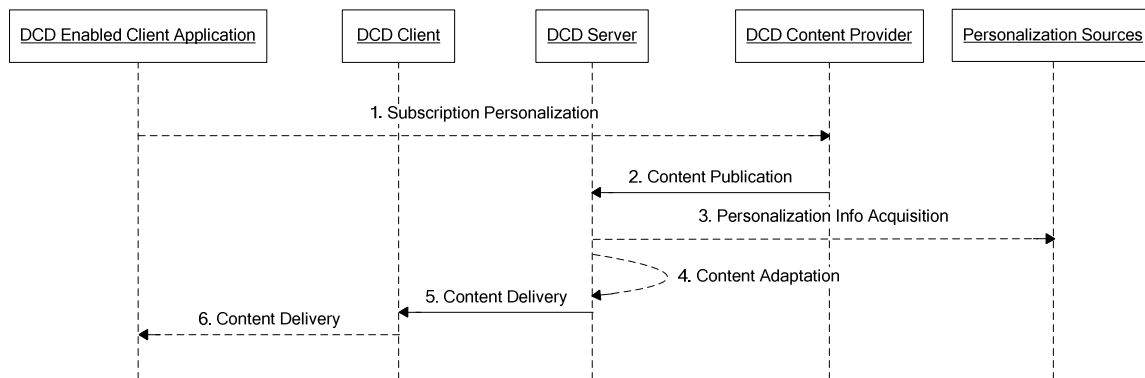 DCD Enabled Client Application
DCD Client
DCD Server
DCD Content Provider
Personalization Sources
1. Subscription Personalization
2. Content Publication
3. Personalization Info Acquisition
4. Content Adaptation
5. Content Delivery
6. Content Delivery